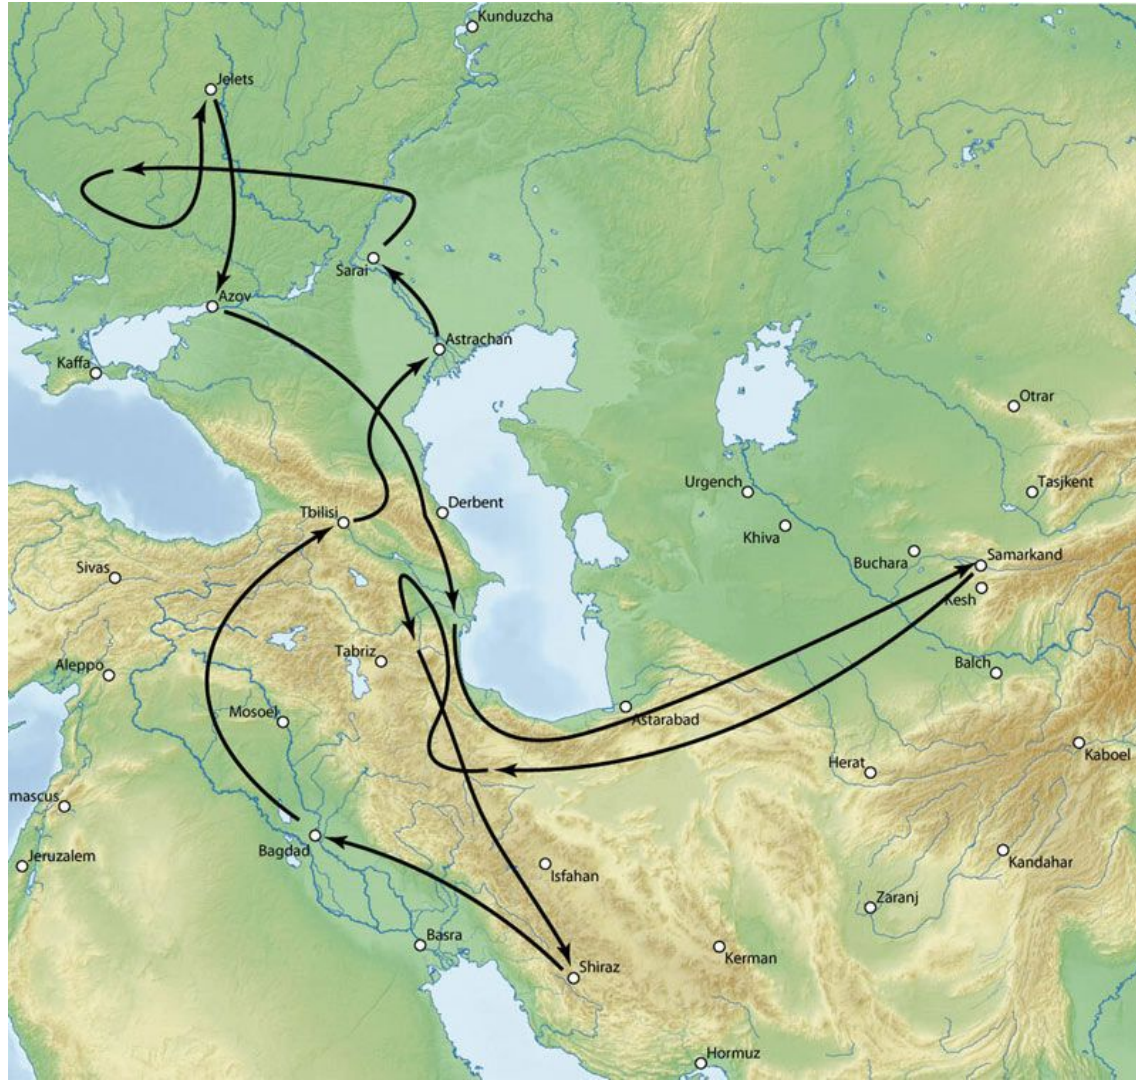 Kunduzcha
Jelets
Sarai
Azov
Astrachan
Kaffa
Otrar
Urgench
Tasjkent
Derbent
Tbilisi
Khiva
Buchara
Samarkand
Sivas
Kesh
Tabriz
Aleppo
Balch
Mosoel
Astarabad
Kaboel
Herat
mascus
Bagdad
Jeruzalem
Isfahan
Kandahar
Zaranj
Basra
Kerman
Shiraz
Hormuz